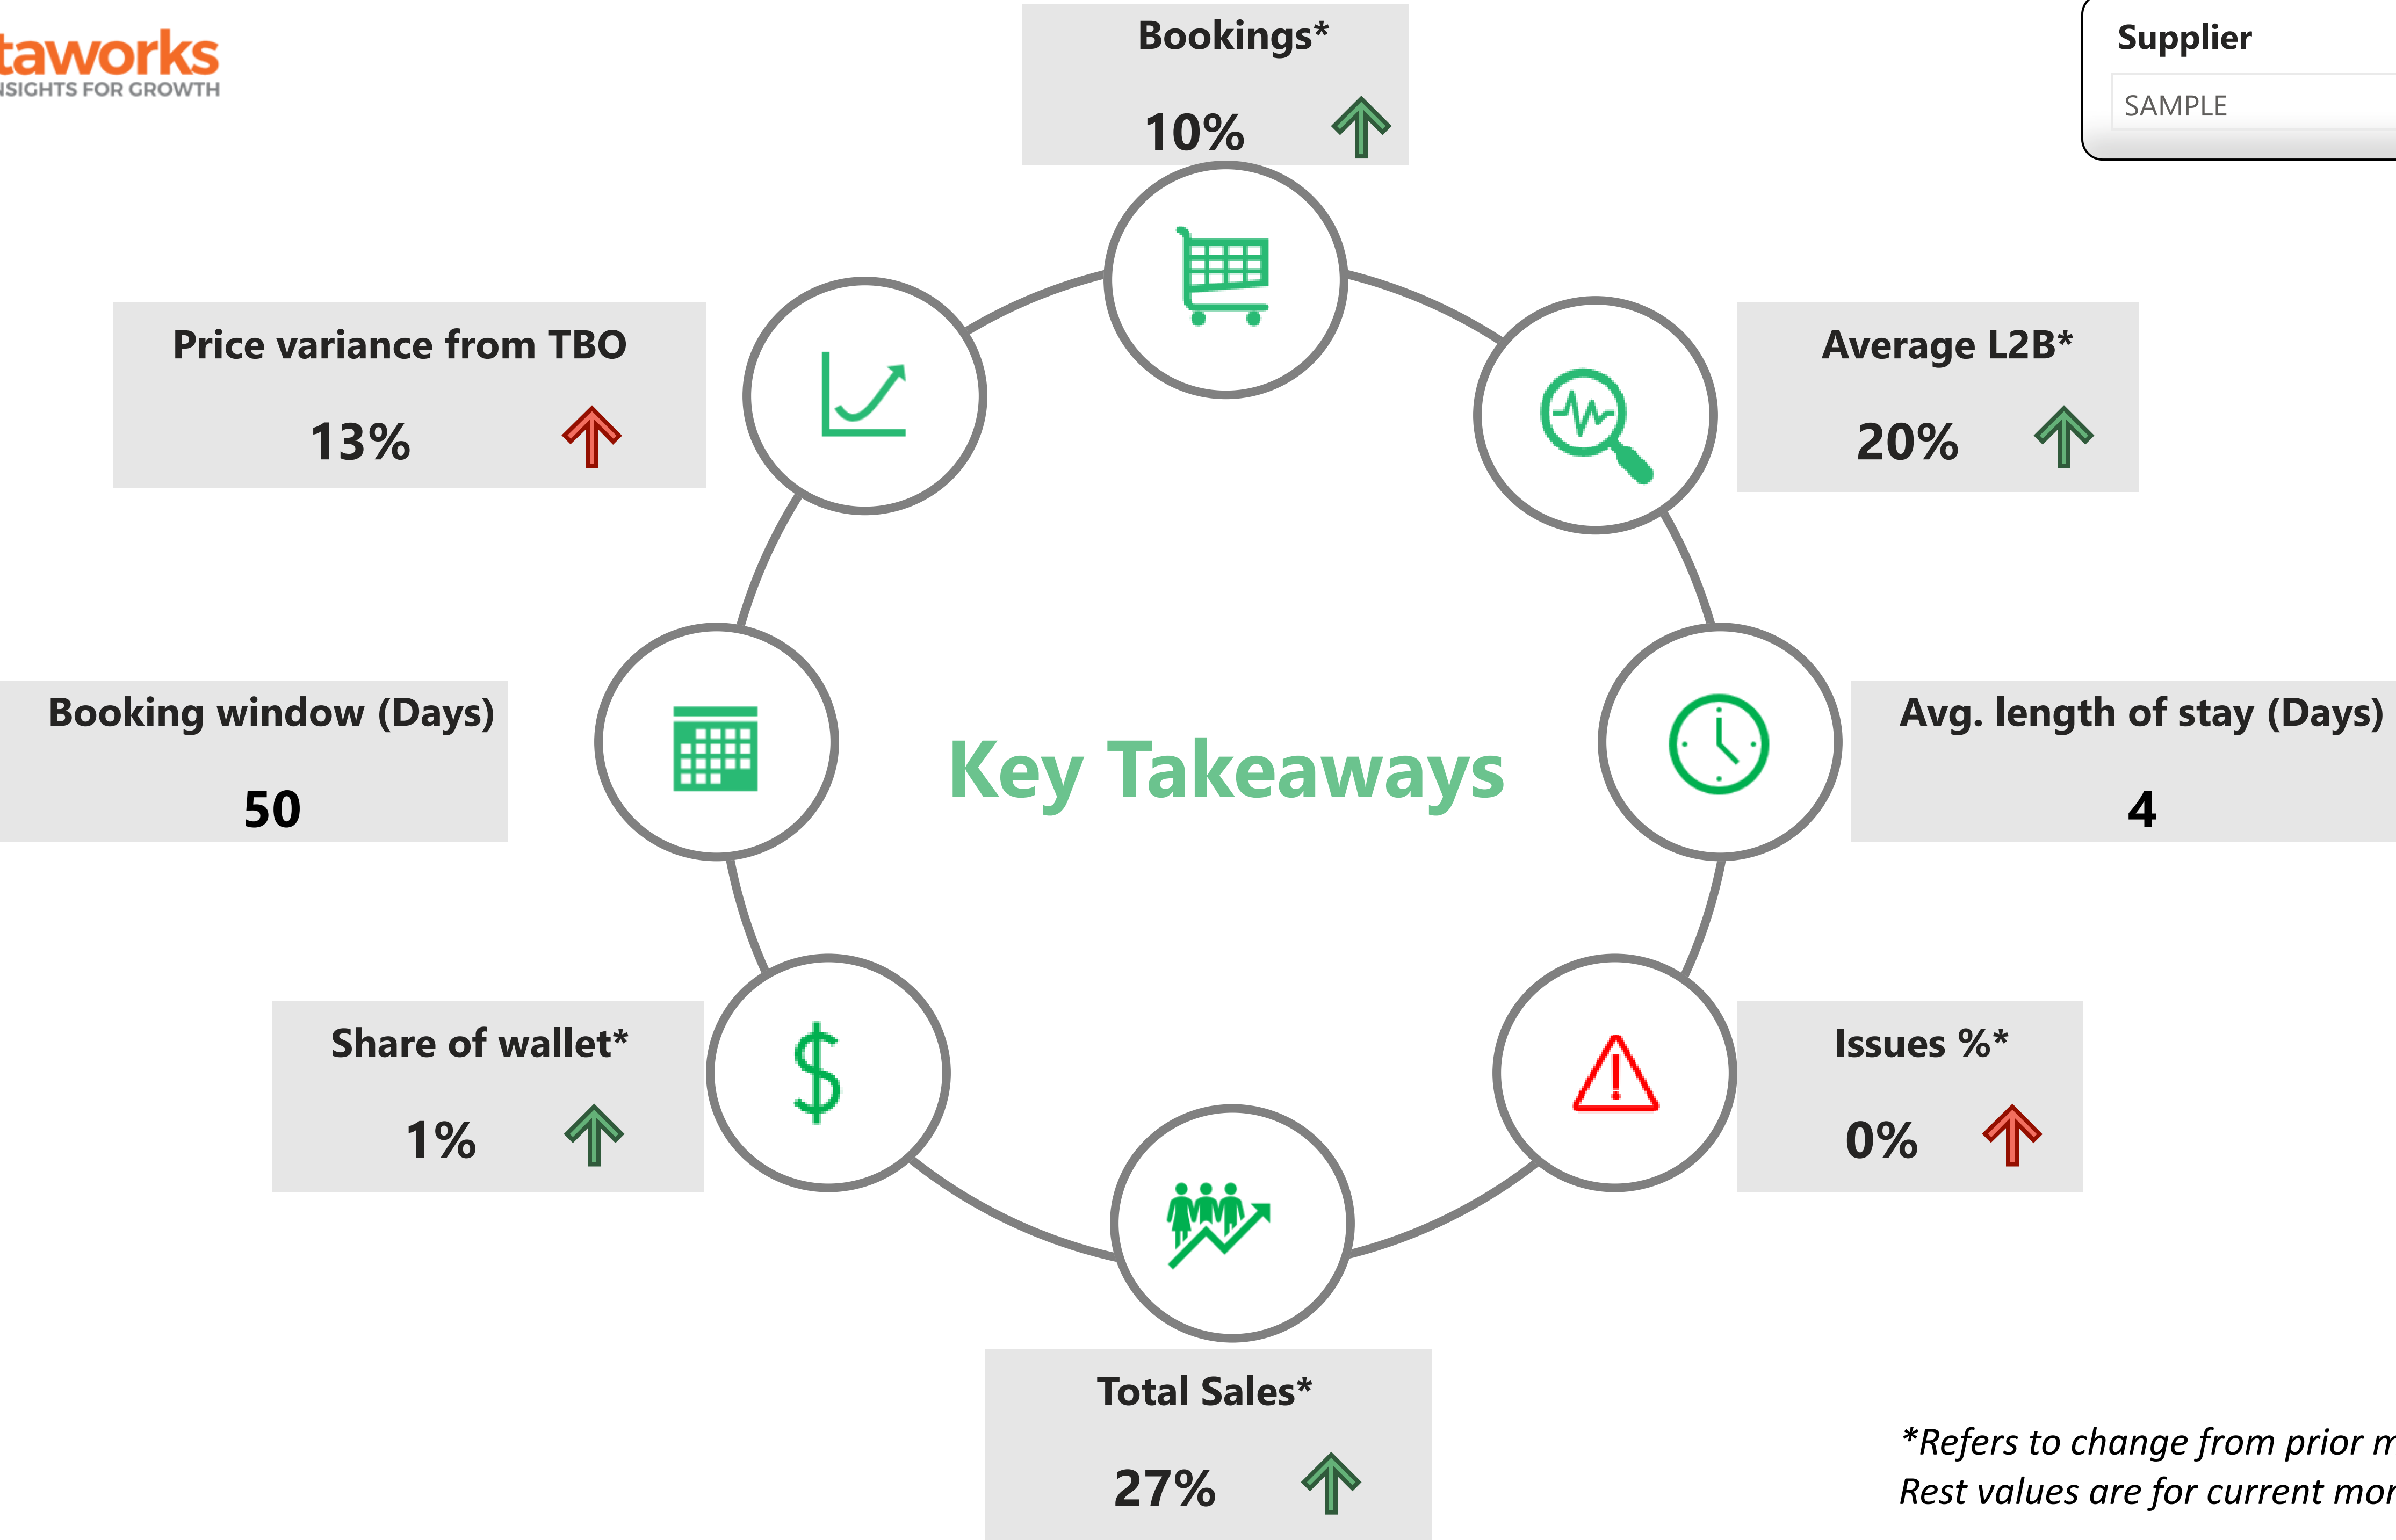 taworks
NSIGHTS FOR GROWTH
Bookings*
10%
Supplier
SAMPLE
Price variance from TBO
13%
Average L2B*
20%
Booking window (Days)
50
Key Takeaways
Avg. length of stay (Days)
4
Share of wallet*
1%
Issues %*
0%
Total Sales*
27%
*Refers to change from prior m
Rest values are for current mor